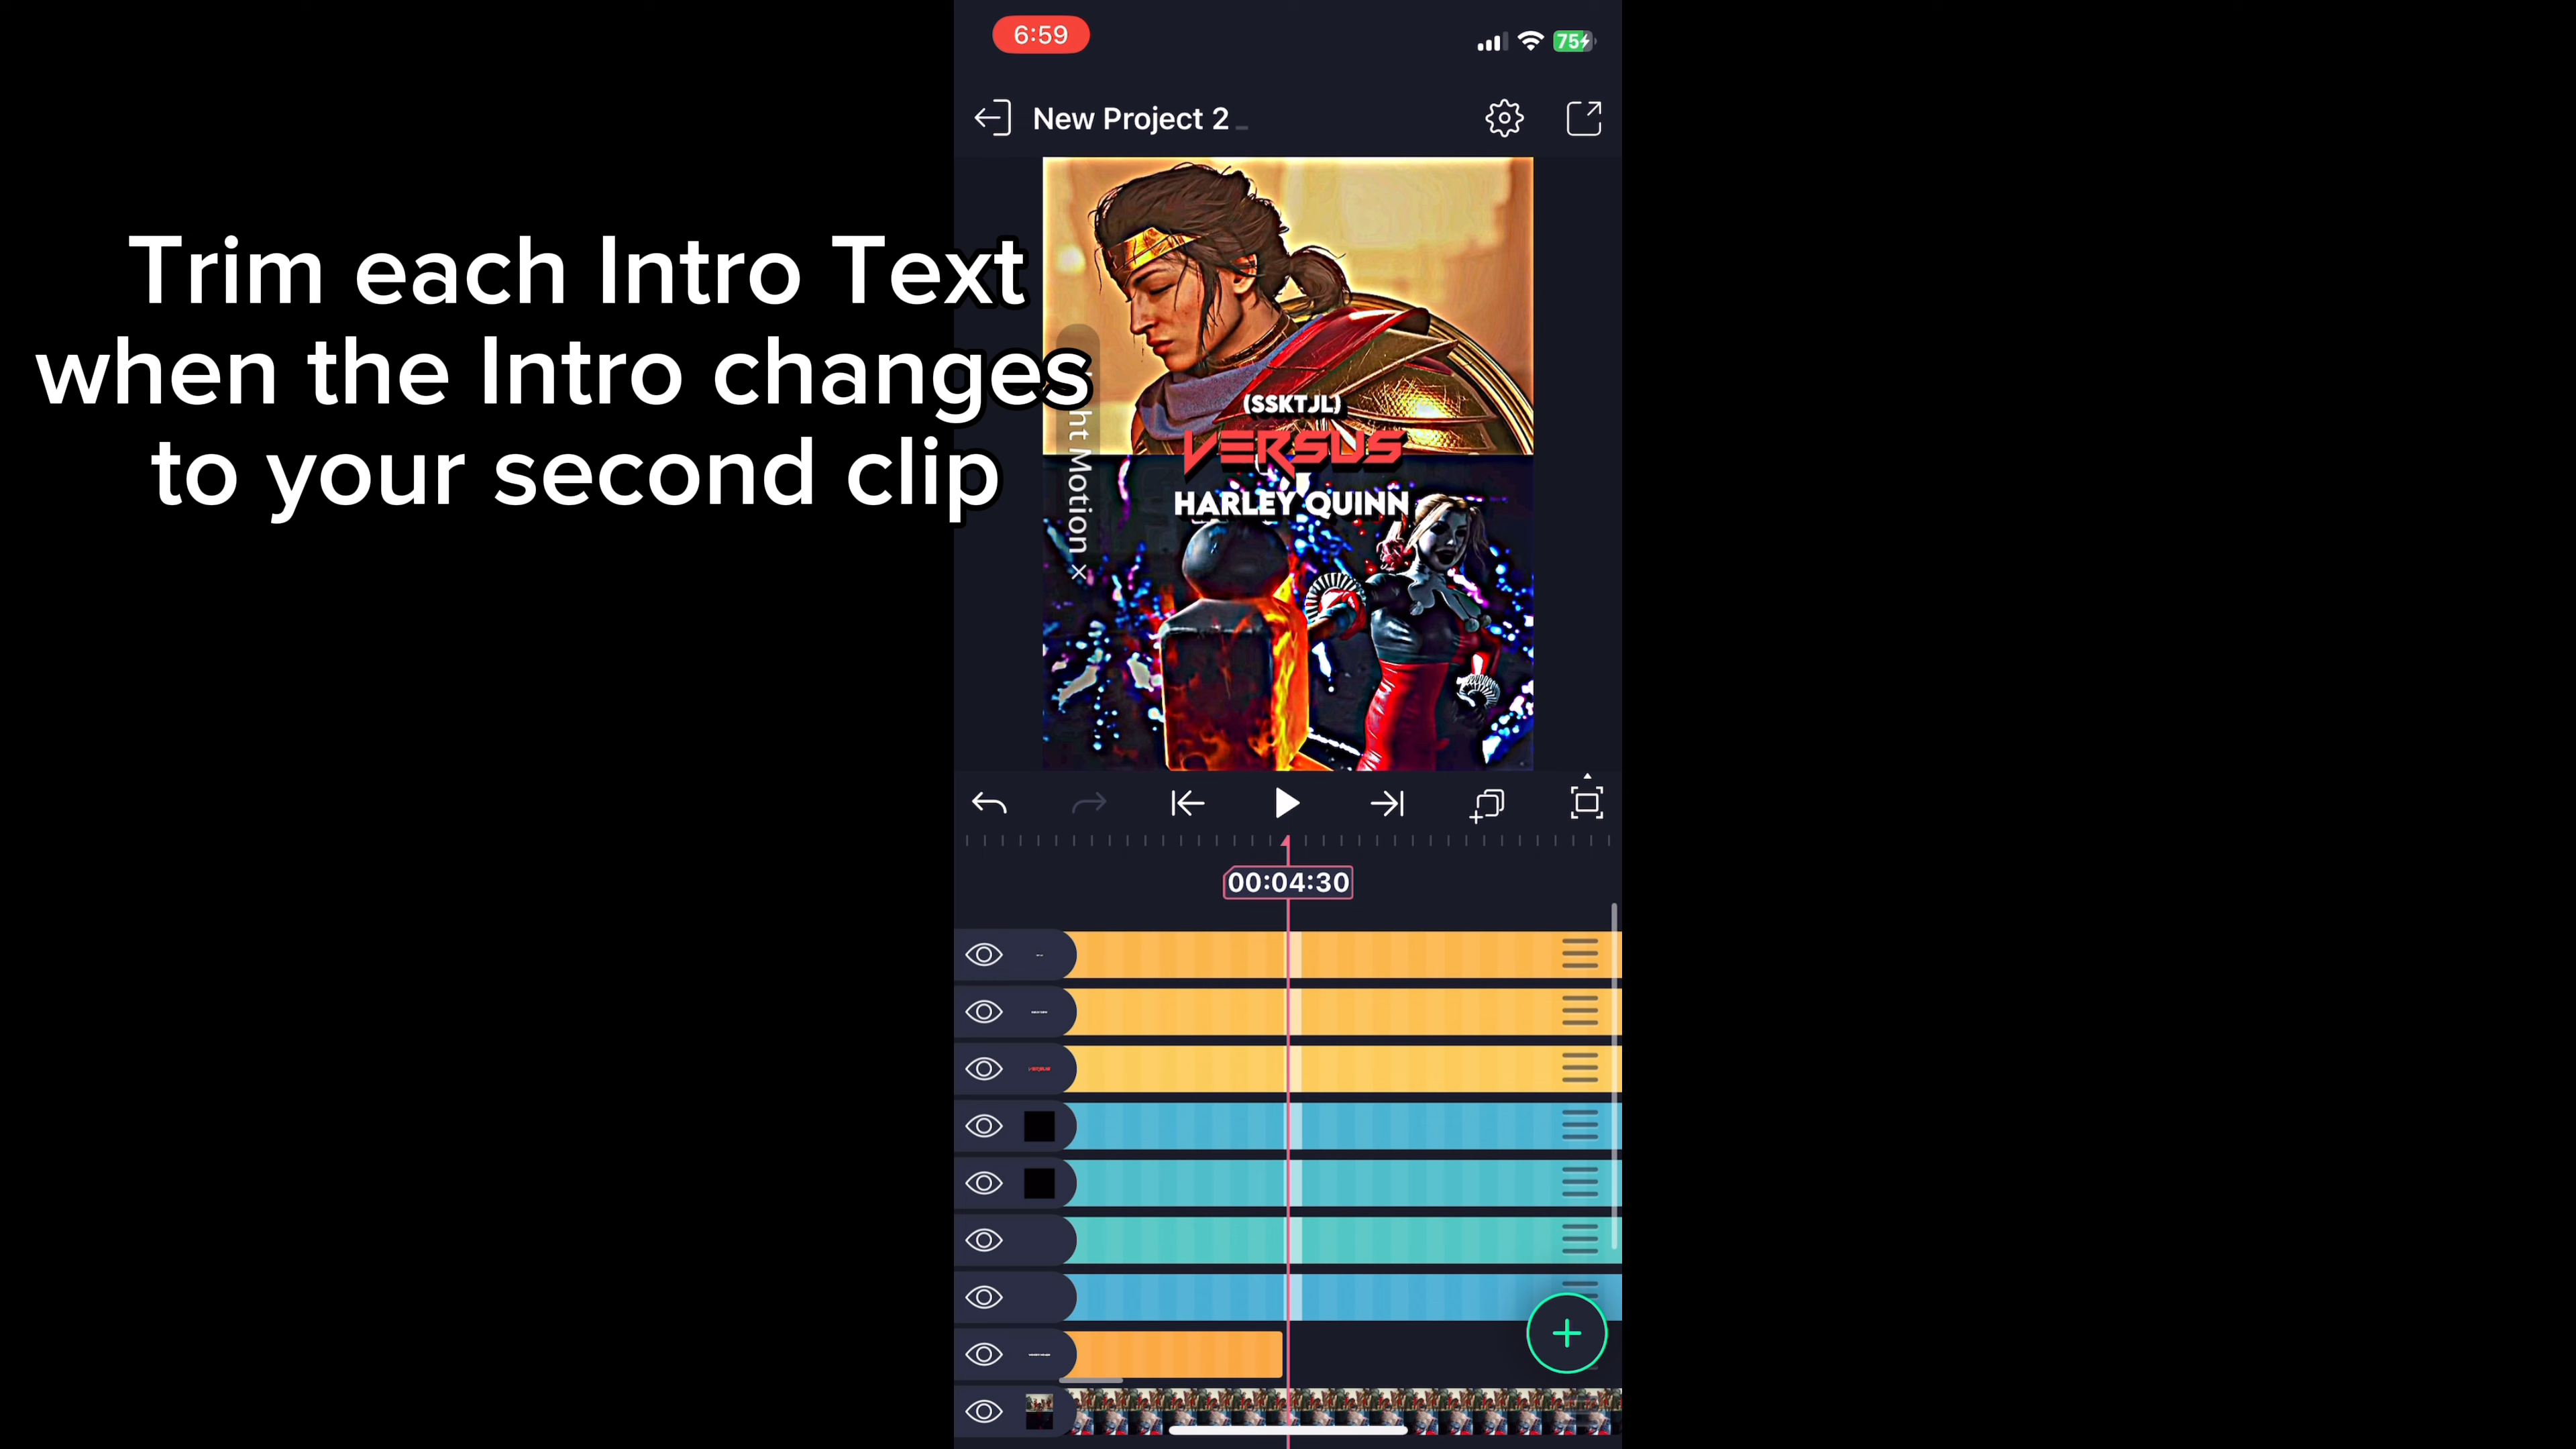 6:59
75
New Project 2
Trim each Intro Text
when the Intro changes
to your second clip
(SSKTJL)
VERSUS
HARLEY QUINN
ht Motion ×
00:04:30